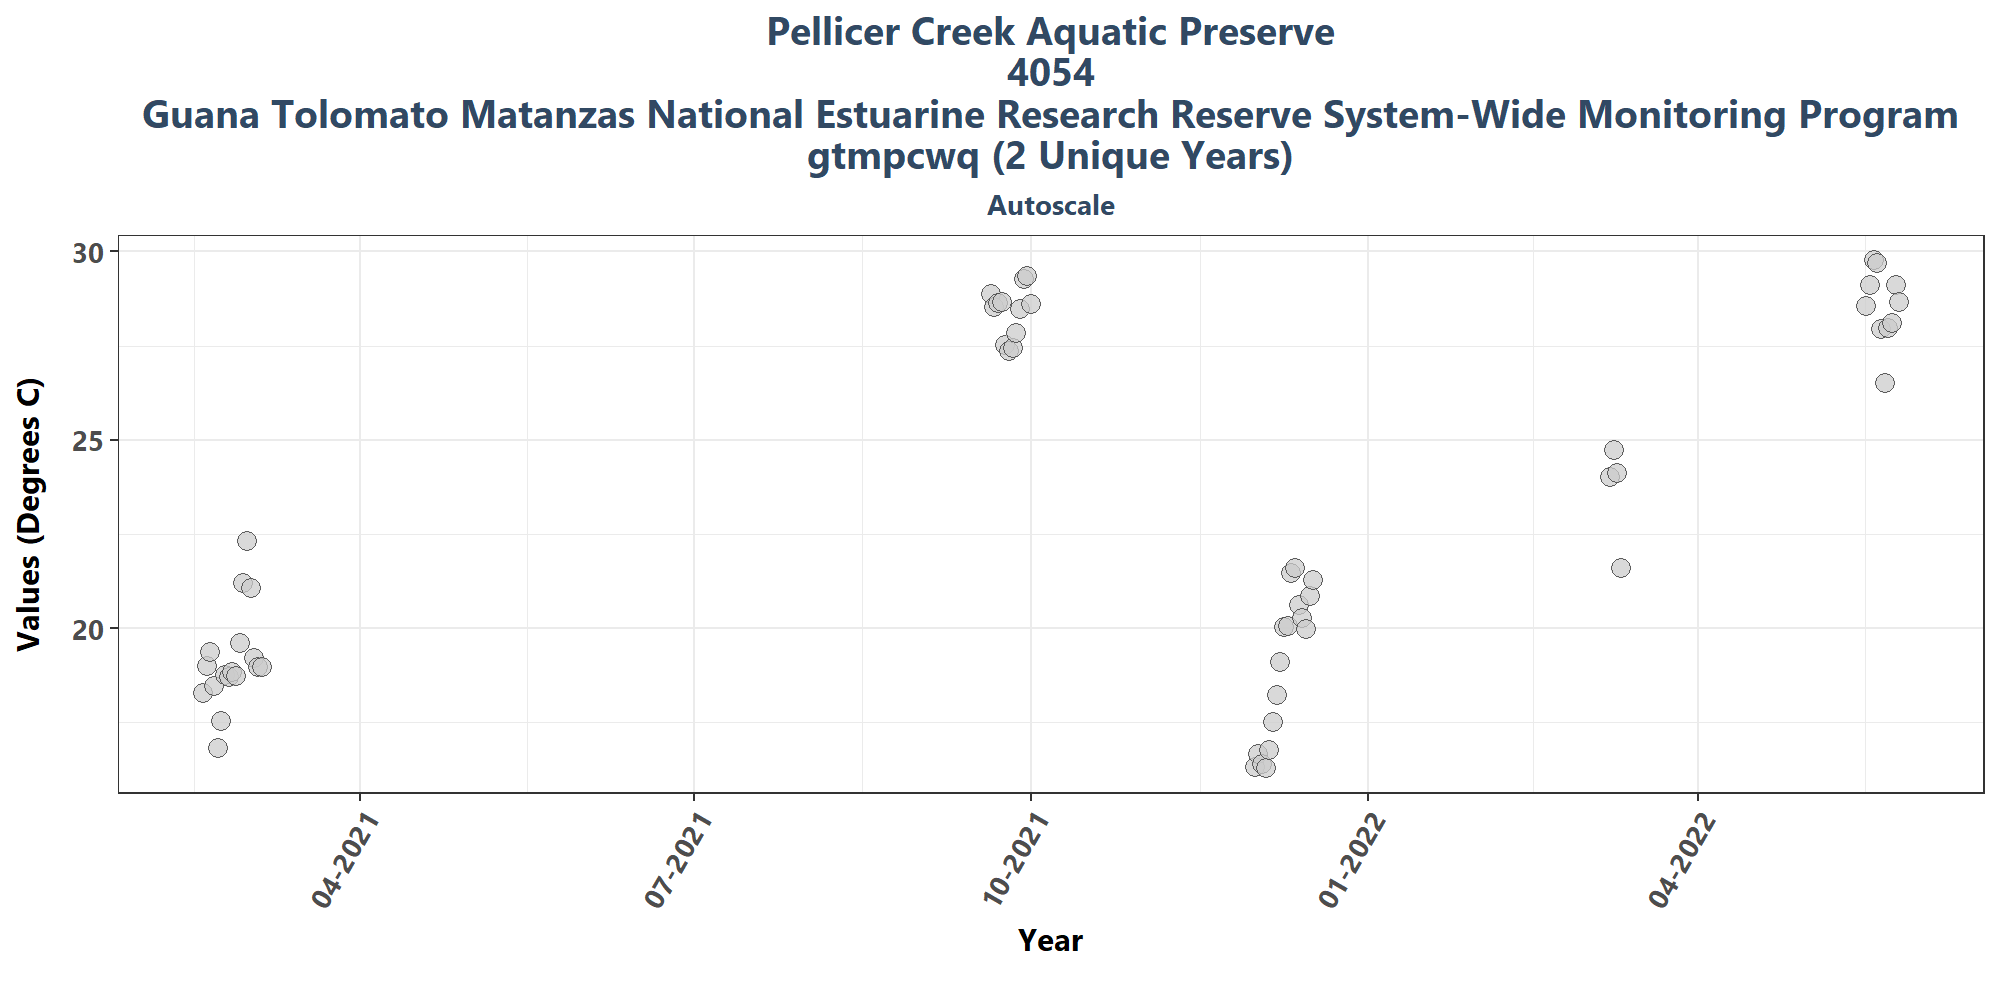 Pellicer Creek Aquatic Preserve
4054
Guana Tolomato Matanzas National Estuarine Research Reserve System-Wide Monitoring Program
gtmpcwq (2 Unique Years)
Autoscale
Values (Degrees C)
30
25
20
04-2021
07-2021
10-2021
01-2022
04-2022
Year